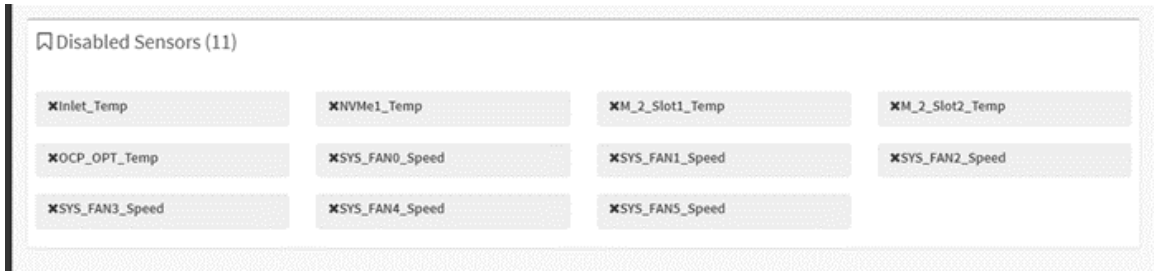 Disabled Sensors (11)
✖Inlet_Temp ✖NVMe1_Temp ✖M_2_Slot1_Temp ✖M_2_Slot2_Temp
✖OCP_OPT_Temp ✖SYS_FAN0_Speed ✖SYS_FAN1_Speed ✖SYS_FAN2_Speed
✖SYS_FAN3_Speed ✖SYS_FAN4_Speed ✖SYS_FAN5_Speed